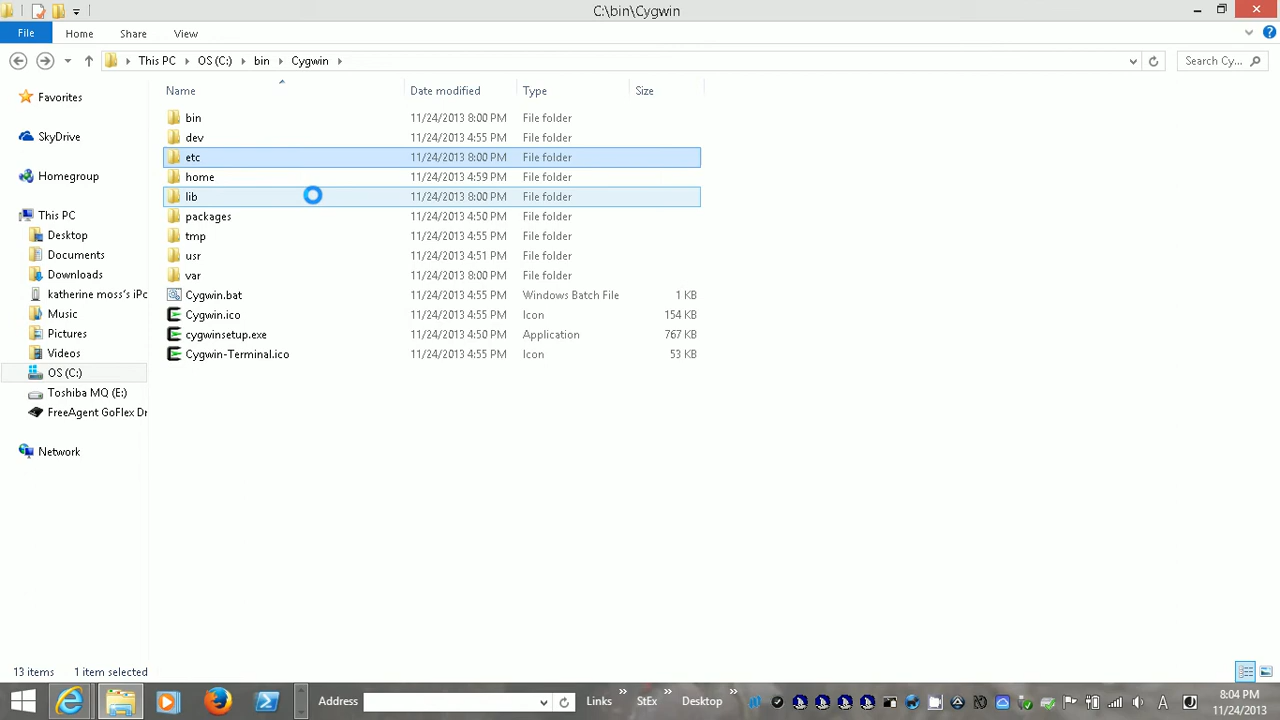 C:\bin\Cygwin
File Home Share View
This PC OS (C:) bin Cygwin Search Cy...
Name Date modified Type Size
Favorites
SkyDrive
Homegroup
This PC
Desktop
Documents
Downloads
katherine moss's iPo
Music
Pictures
Videos
OS (C:)
Toshiba MQ (E:)
FreeAgent GoFlex Dr
Network
bin 11/24/2013 8:00 PM File folder
dev 11/24/2013 4:55 PM File folder
etc 11/24/2013 8:00 PM File folder
home 11/24/2013 4:59 PM File folder
lib 11/24/2013 8:00 PM File folder
packages 11/24/2013 4:50 PM File folder
tmp 11/24/2013 4:55 PM File folder
usr 11/24/2013 4:51 PM File folder
var 11/24/2013 8:00 PM File folder
Cygwin.bat 11/24/2013 4:55 PM Windows Batch File 1 KB
Cygwin.ico 11/24/2013 4:55 PM Icon 154 KB
cygwinsetup.exe 11/24/2013 4:50 PM Application 767 KB
Cygwin-Terminal.ico 11/24/2013 4:55 PM Icon 53 KB
13 items 1 item selected
Address Links StEx Desktop A 8:04 PM
11/24/2013